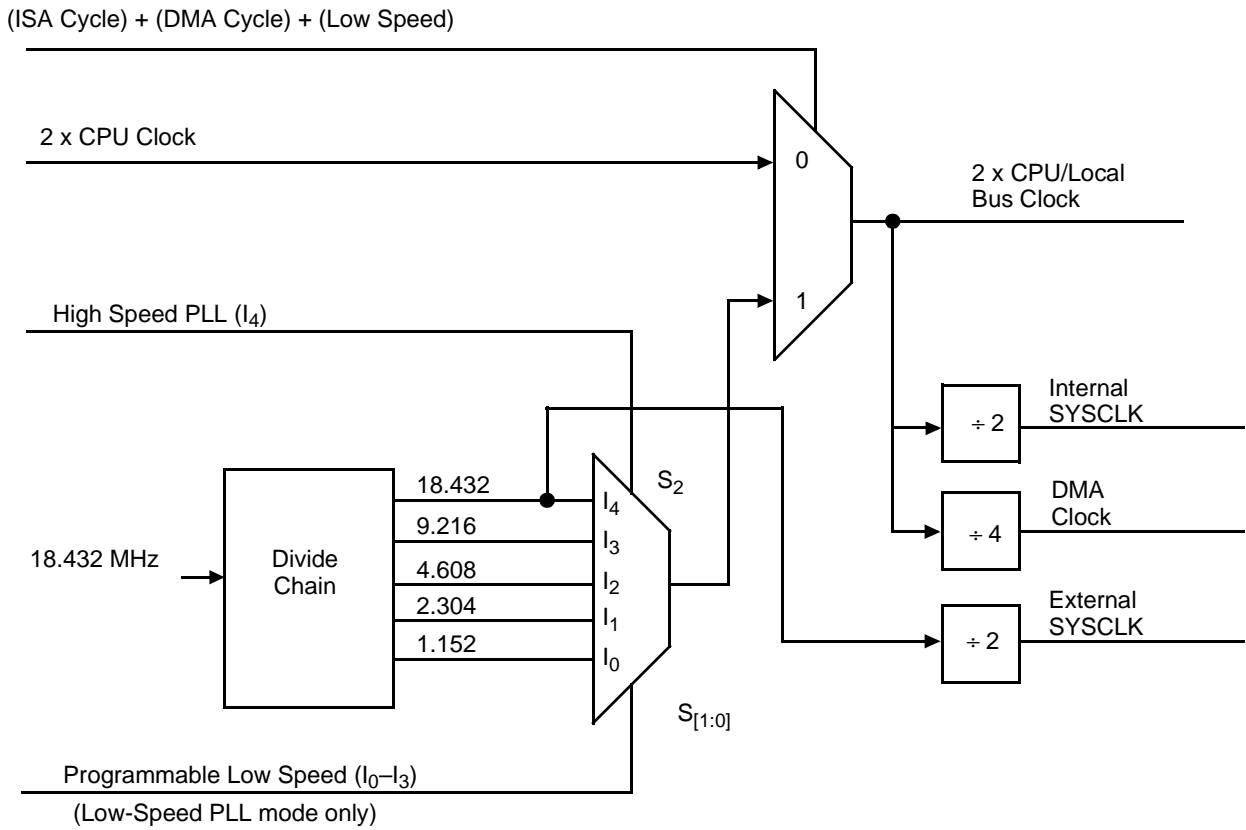 (ISA Cycle) + (DMA Cycle) + (Low Speed)
2 x CPU Clock
0
2 x CPU/Local
Bus Clock
1
High Speed PLL (I4)
Internal
SYSCLK
÷ 2
S2
18.432
I4
DMA
Clock
9.216
I3
÷ 4
18.432 MHz
Divide
Chain
4.608
I2
2.304
I1
External
SYSCLK
1.152
I0
÷ 2
S[1:0]
Programmable Low Speed (I0–I3)
(Low-Speed PLL mode only)